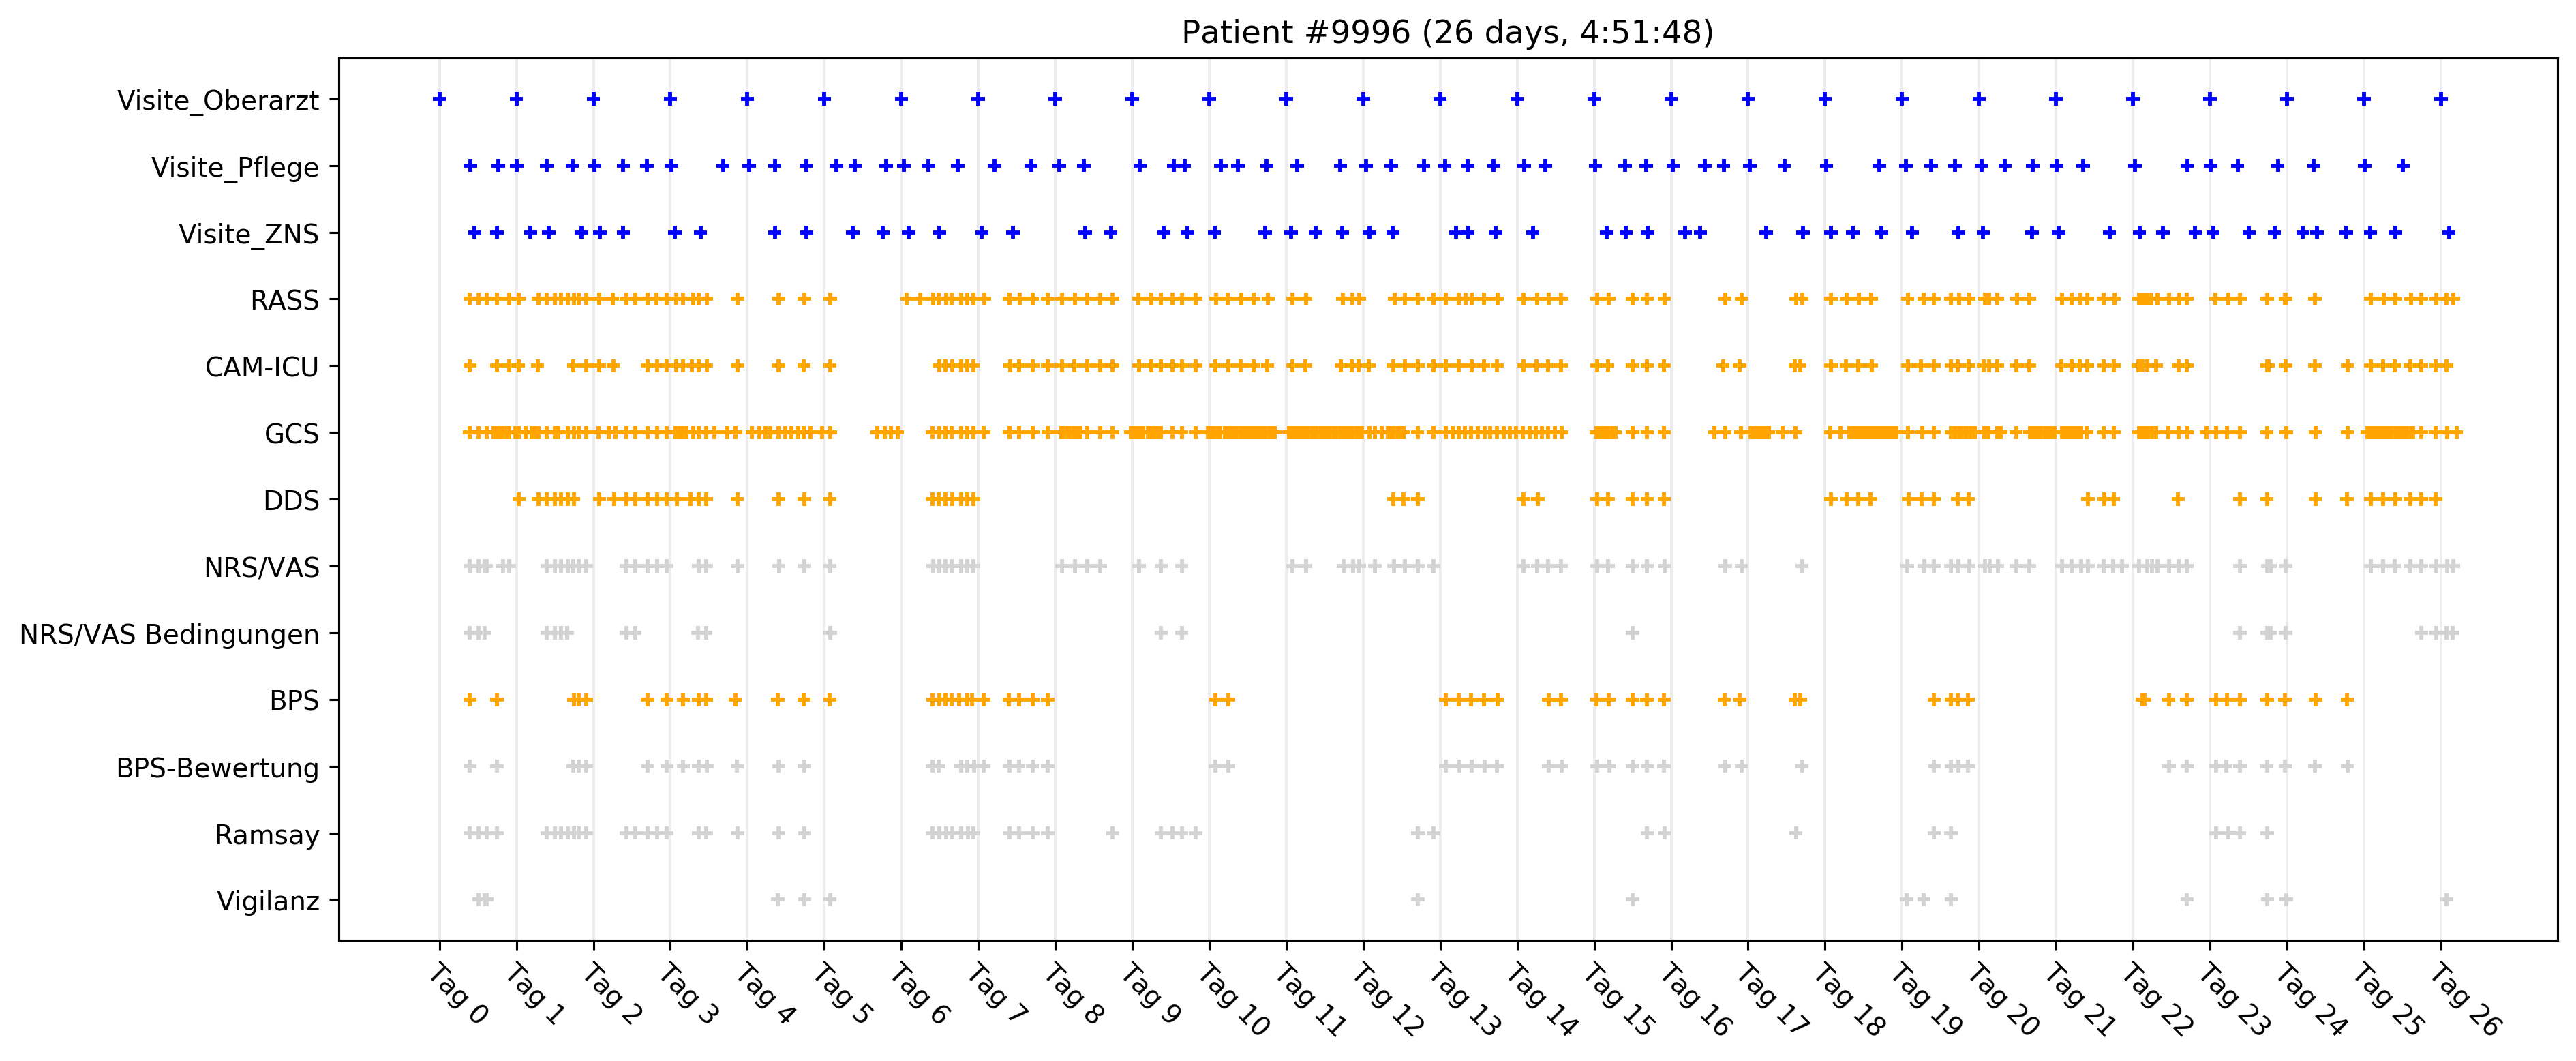 Patient #9996 (26 days, 4:51:48)
Visite_Oberarzt
Visite_Pflege
Visite_ZNS
RASS
CAM-ICU
GCS
DDS
NRS/VAS
NRS/VAS Bedingungen
BPS
BPS-Bewertung
Ramsay
Vigilanz
Tag 0
Tag 1
Tag 2
Tag 3
Tag 4
Tag 5
Tag 6
Tag 7
Tag 8
Tag 9
Tag 10
Tag 11
Tag 12
Tag 13
Tag 14
Tag 15
Tag 16
Tag 17
Tag 18
Tag 19
Tag 20
Tag 21
Tag 22
Tag 23
Tag 24
Tag 25
Tag 26